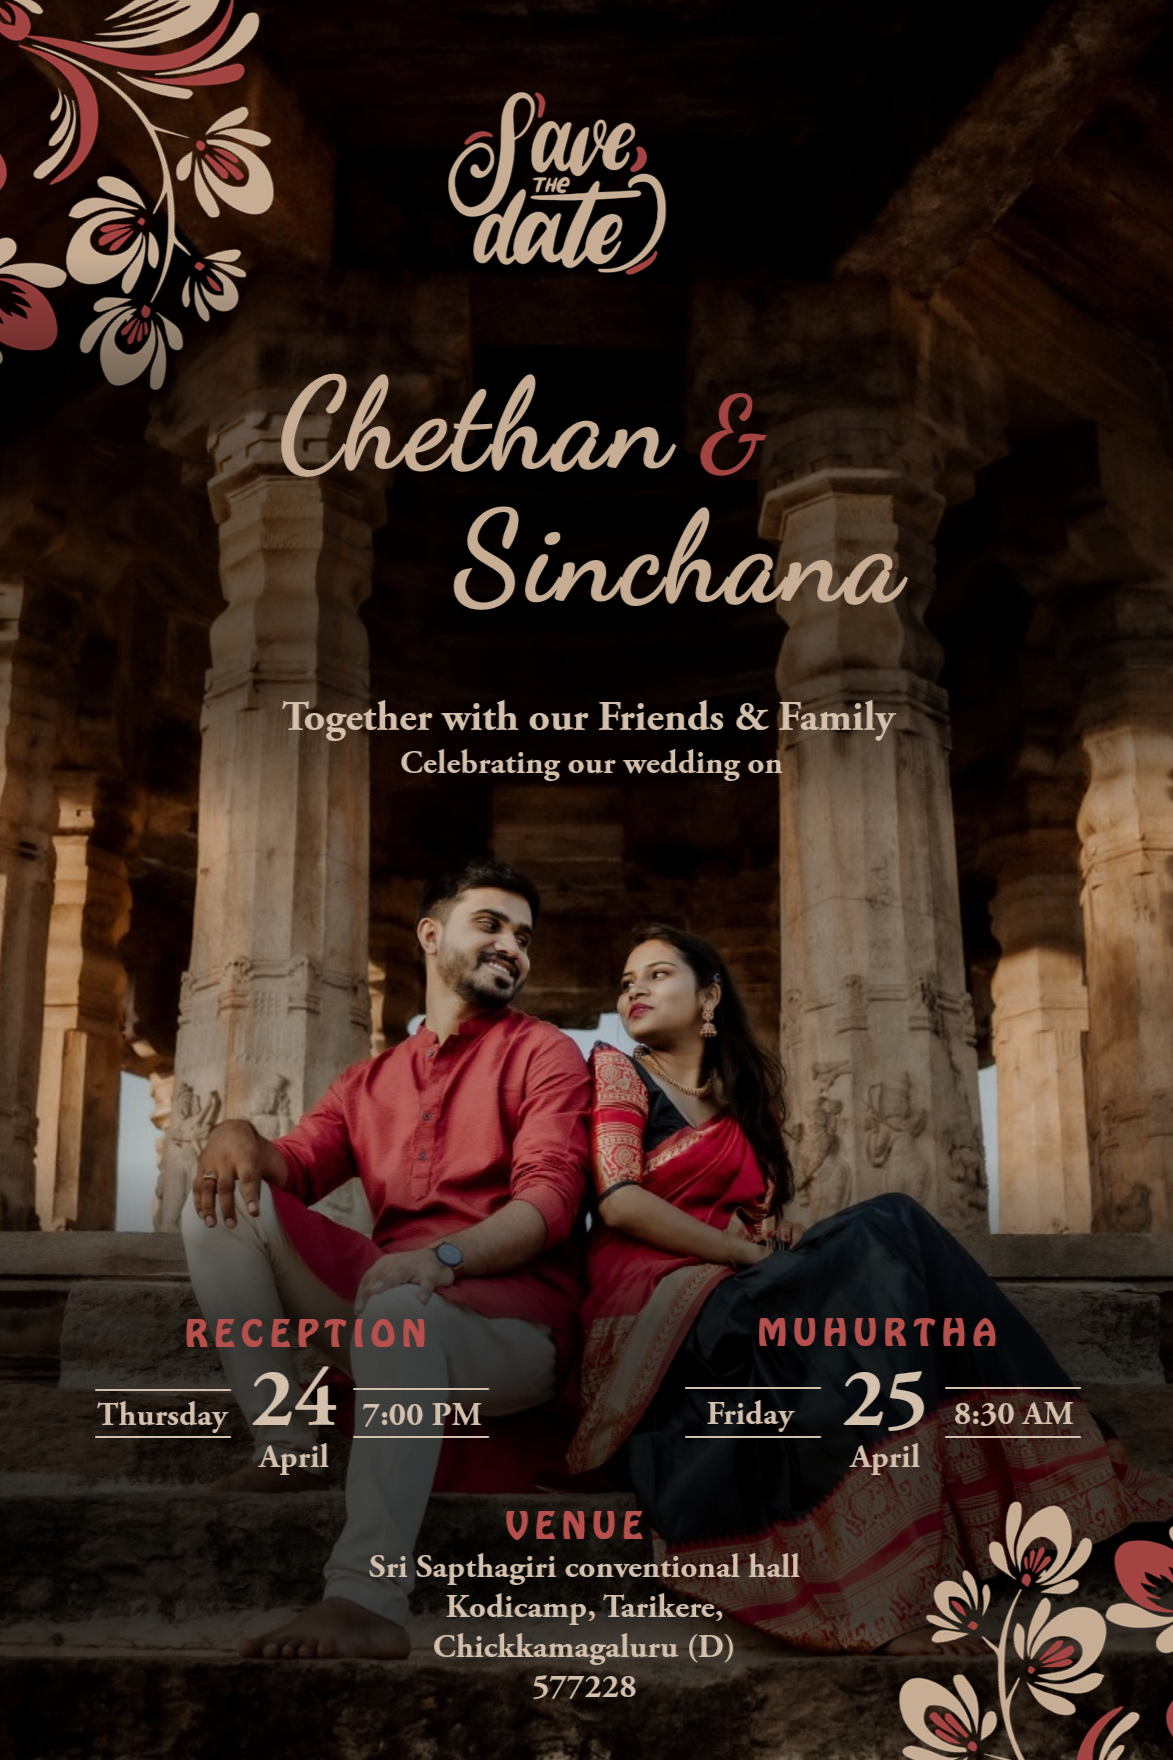 Save
THE
date
Chethan &
Sinchana
Together with our Friends & Family
Celebrating our wedding on
RECEPTION
Thursday 24 7:00 PM
April
MUHURTHA
Friday 25 8:30 AM
April
VENUE
Sri Sapthagiri conventional hall
Kodicamp, Tarikere,
Chickkamagaluru (D)
577228